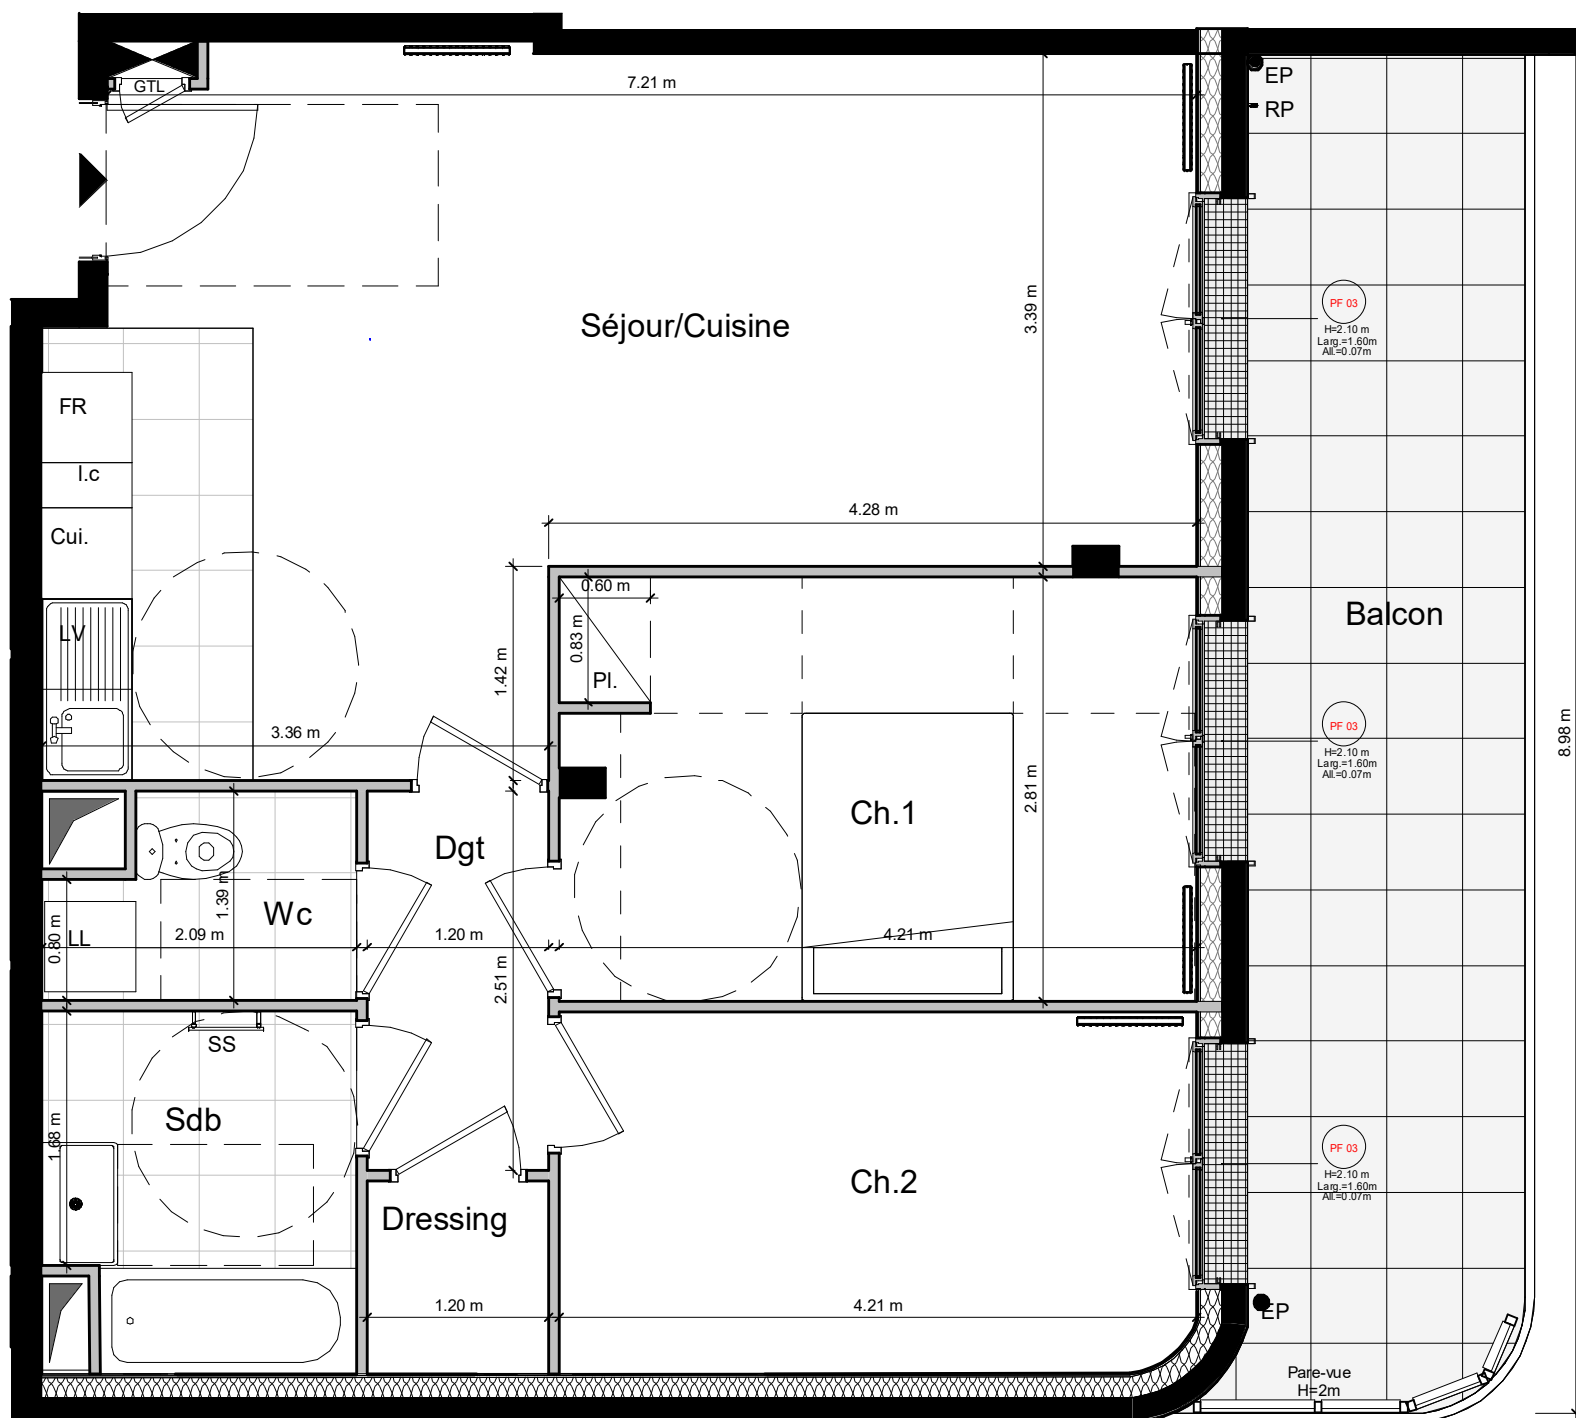 GTL
7.21 m
EP
RP
Séjour/Cuisine
3.39 m
PF 03
H=2.10 m
Larg.=1.60m
All.=0.07m
FR
l.c
Cui.
LV
4.28 m
0.60 m
0.83 m
Pl.
1.42 m
3.36 m
Balcon
8.98 m
PF 03
H=2.10 m
Larg.=1.60m
All.=0.07m
Ch.1
2.81 m
Dgt
Wc
1.39 m
0.80 m
LL
2.09 m
1.20 m
4.21 m
2.51 m
SS
Sdb
1.68 m
Ch.2
PF 03
H=2.10 m
Larg.=1.60m
All.=0.07m
Dressing
1.20 m
4.21 m
EP
Pare-vue
H=2m